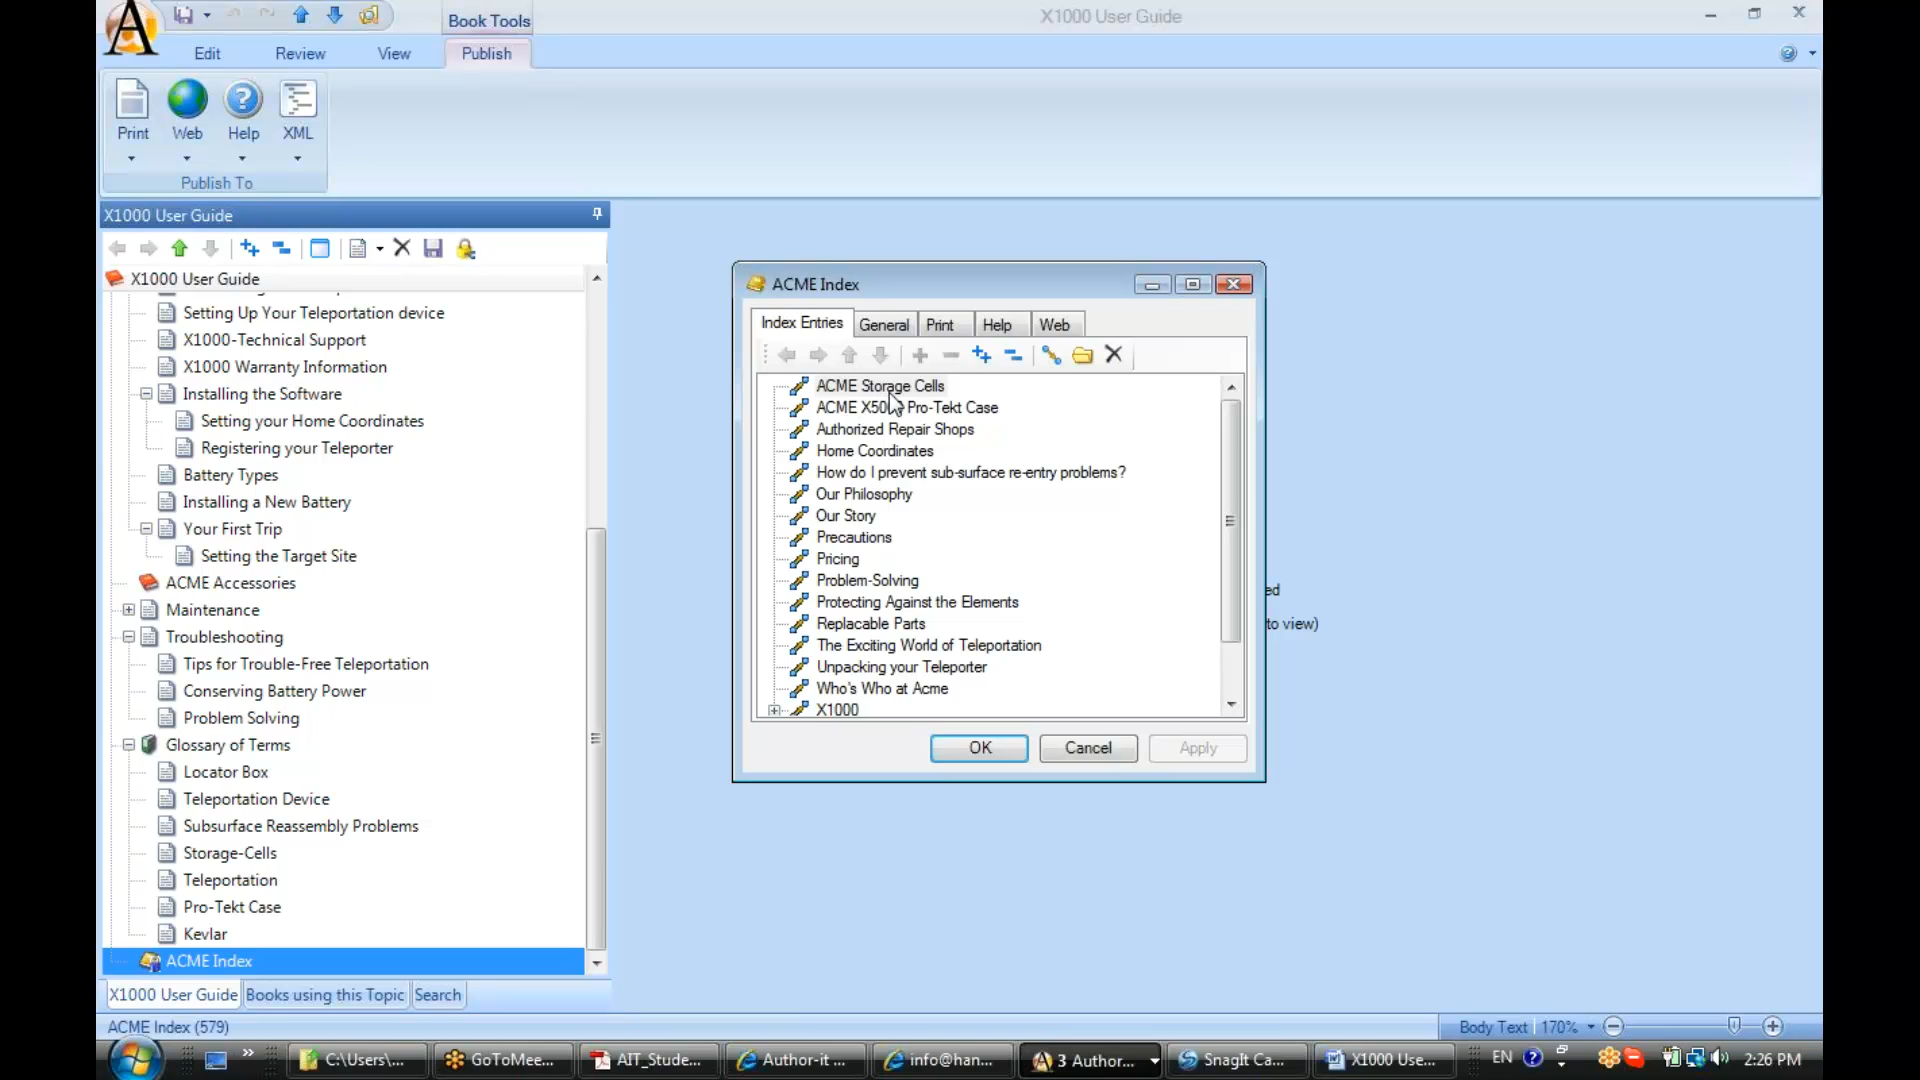 Book Tools
X1000 User Guide
Edit
Review
View
Publish
Print
Web
Help
XML
Publish To
X1000 User Guide
X1000 User Guide
Setting Up Your Teleportation device
X1000-Technical Support
X1000 Warranty Information
Installing the Software
Setting your Home Coordinates
Registering your Teleporter
Battery Types
Installing a New Battery
Your First Trip
Setting the Target Site
ACME Accessories
Maintenance
Troubleshooting
Tips for Trouble-Free Teleportation
Conserving Battery Power
Problem Solving
Glossary of Terms
Locator Box
Teleportation Device
Subsurface Reassembly Problems
Storage-Cells
Teleportation
Pro-Tekt Case
Kevlar
ACME Index
X1000 User Guide
Books using this Topic
Search
ACME Index
Index Entries
General
Print
Help
Web
ACME Storage Cells
ACME Pro-Tekt Case
Authorized Repair Shops
Home Coordinates
How do I prevent sub-surface re-entry problems?
Our Philosophy
Our Story
Precautions
Pricing
Problem-Solving
Protecting Against the Elements
Replacable Parts
The Exciting World of Teleportation
Unpacking your Teleporter
Who's Who at Acme
X1000
OK
Cancel
Apply
to view)
ACME Index (579)
Body Text
170%
C:\Users\...
GoToMee...
AIT_Stude...
Author-it ...
info@han...
3 Author...
SnagIt Ca...
X1000 Use...
EN
2:26 PM